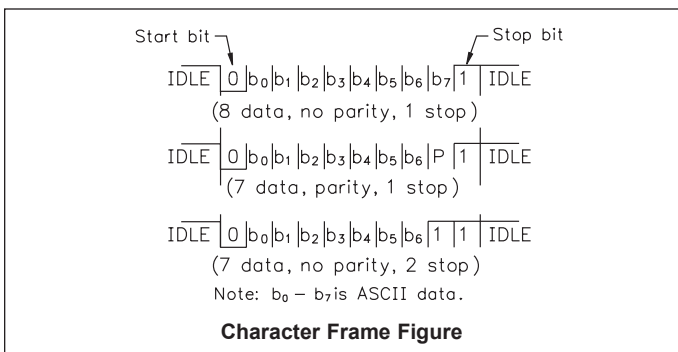 Start bit Stop bit
IDLE 0 b₀ b₁ b₂ b₃ b₄ b₅ b₆ b₇ 1 IDLE
(8 data, no parity, 1 stop)
IDLE 0 b₀ b₁ b₂ b₃ b₄ b₅ b₆ P 1 IDLE
(7 data, parity, 1 stop)
IDLE 0 b₀ b₁ b₂ b₃ b₄ b₅ b₆ 1 1 IDLE
(7 data, no parity, 2 stop)
Note: b₀ – b₇ is ASCII data.
Character Frame Figure